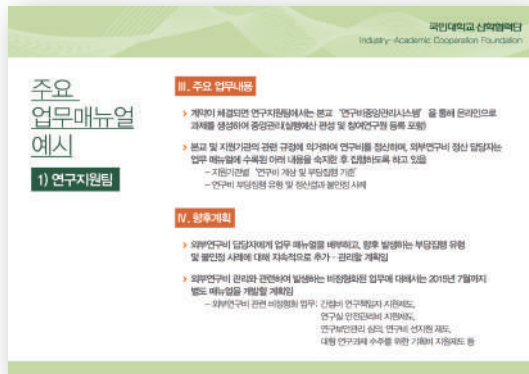 국민대학교 산학협력단
Industry-Academic Cooperation Foundation
주요
업무매뉴얼
예시
1) 연구지원팀
Ⅲ. 주요 업무내용
계약이 체결되면 연구지원팀에서는 본교 '연구비중앙관리시스템' 을 통해 온라인으로
과제를 생성하여 중앙관리(실행예산 편성 및 참여연구원 등록 포함)
본교 및 지원기관의 관련 규정에 의거하여 연구비를 정산하며, 외부연구비 정산 담당자는
업무 매뉴얼에 수록된 아래 내용을 숙지한 후 집행하도록 하고 있음
- 지원기관별 '연구비 계상 및 부당집행 기준'
- 연구비 부당집행 유형 및 정산결과 불인정 사례
Ⅳ. 향후계획
외부연구비 담당자에게 업무 매뉴얼을 배부하고, 향후 발생하는 부당집행 유형
및 불인정 사례에 대해 지속적으로 추가 · 관리할 계획임
외부연구비 관리와 관련하여 발생하는 비정형화된 업무에 대해서는 2015년 7월까지
별도 매뉴얼을 개발할 계획임
- 외부연구비 관련 비정형화 업무: 간접비 연구책임자 지원제도,
연구실 안전관리비 지원제도,
연구보안관리 심의, 연구비 선지원 제도,
대형 연구과제 수주를 위한 기획비 지원제도 등